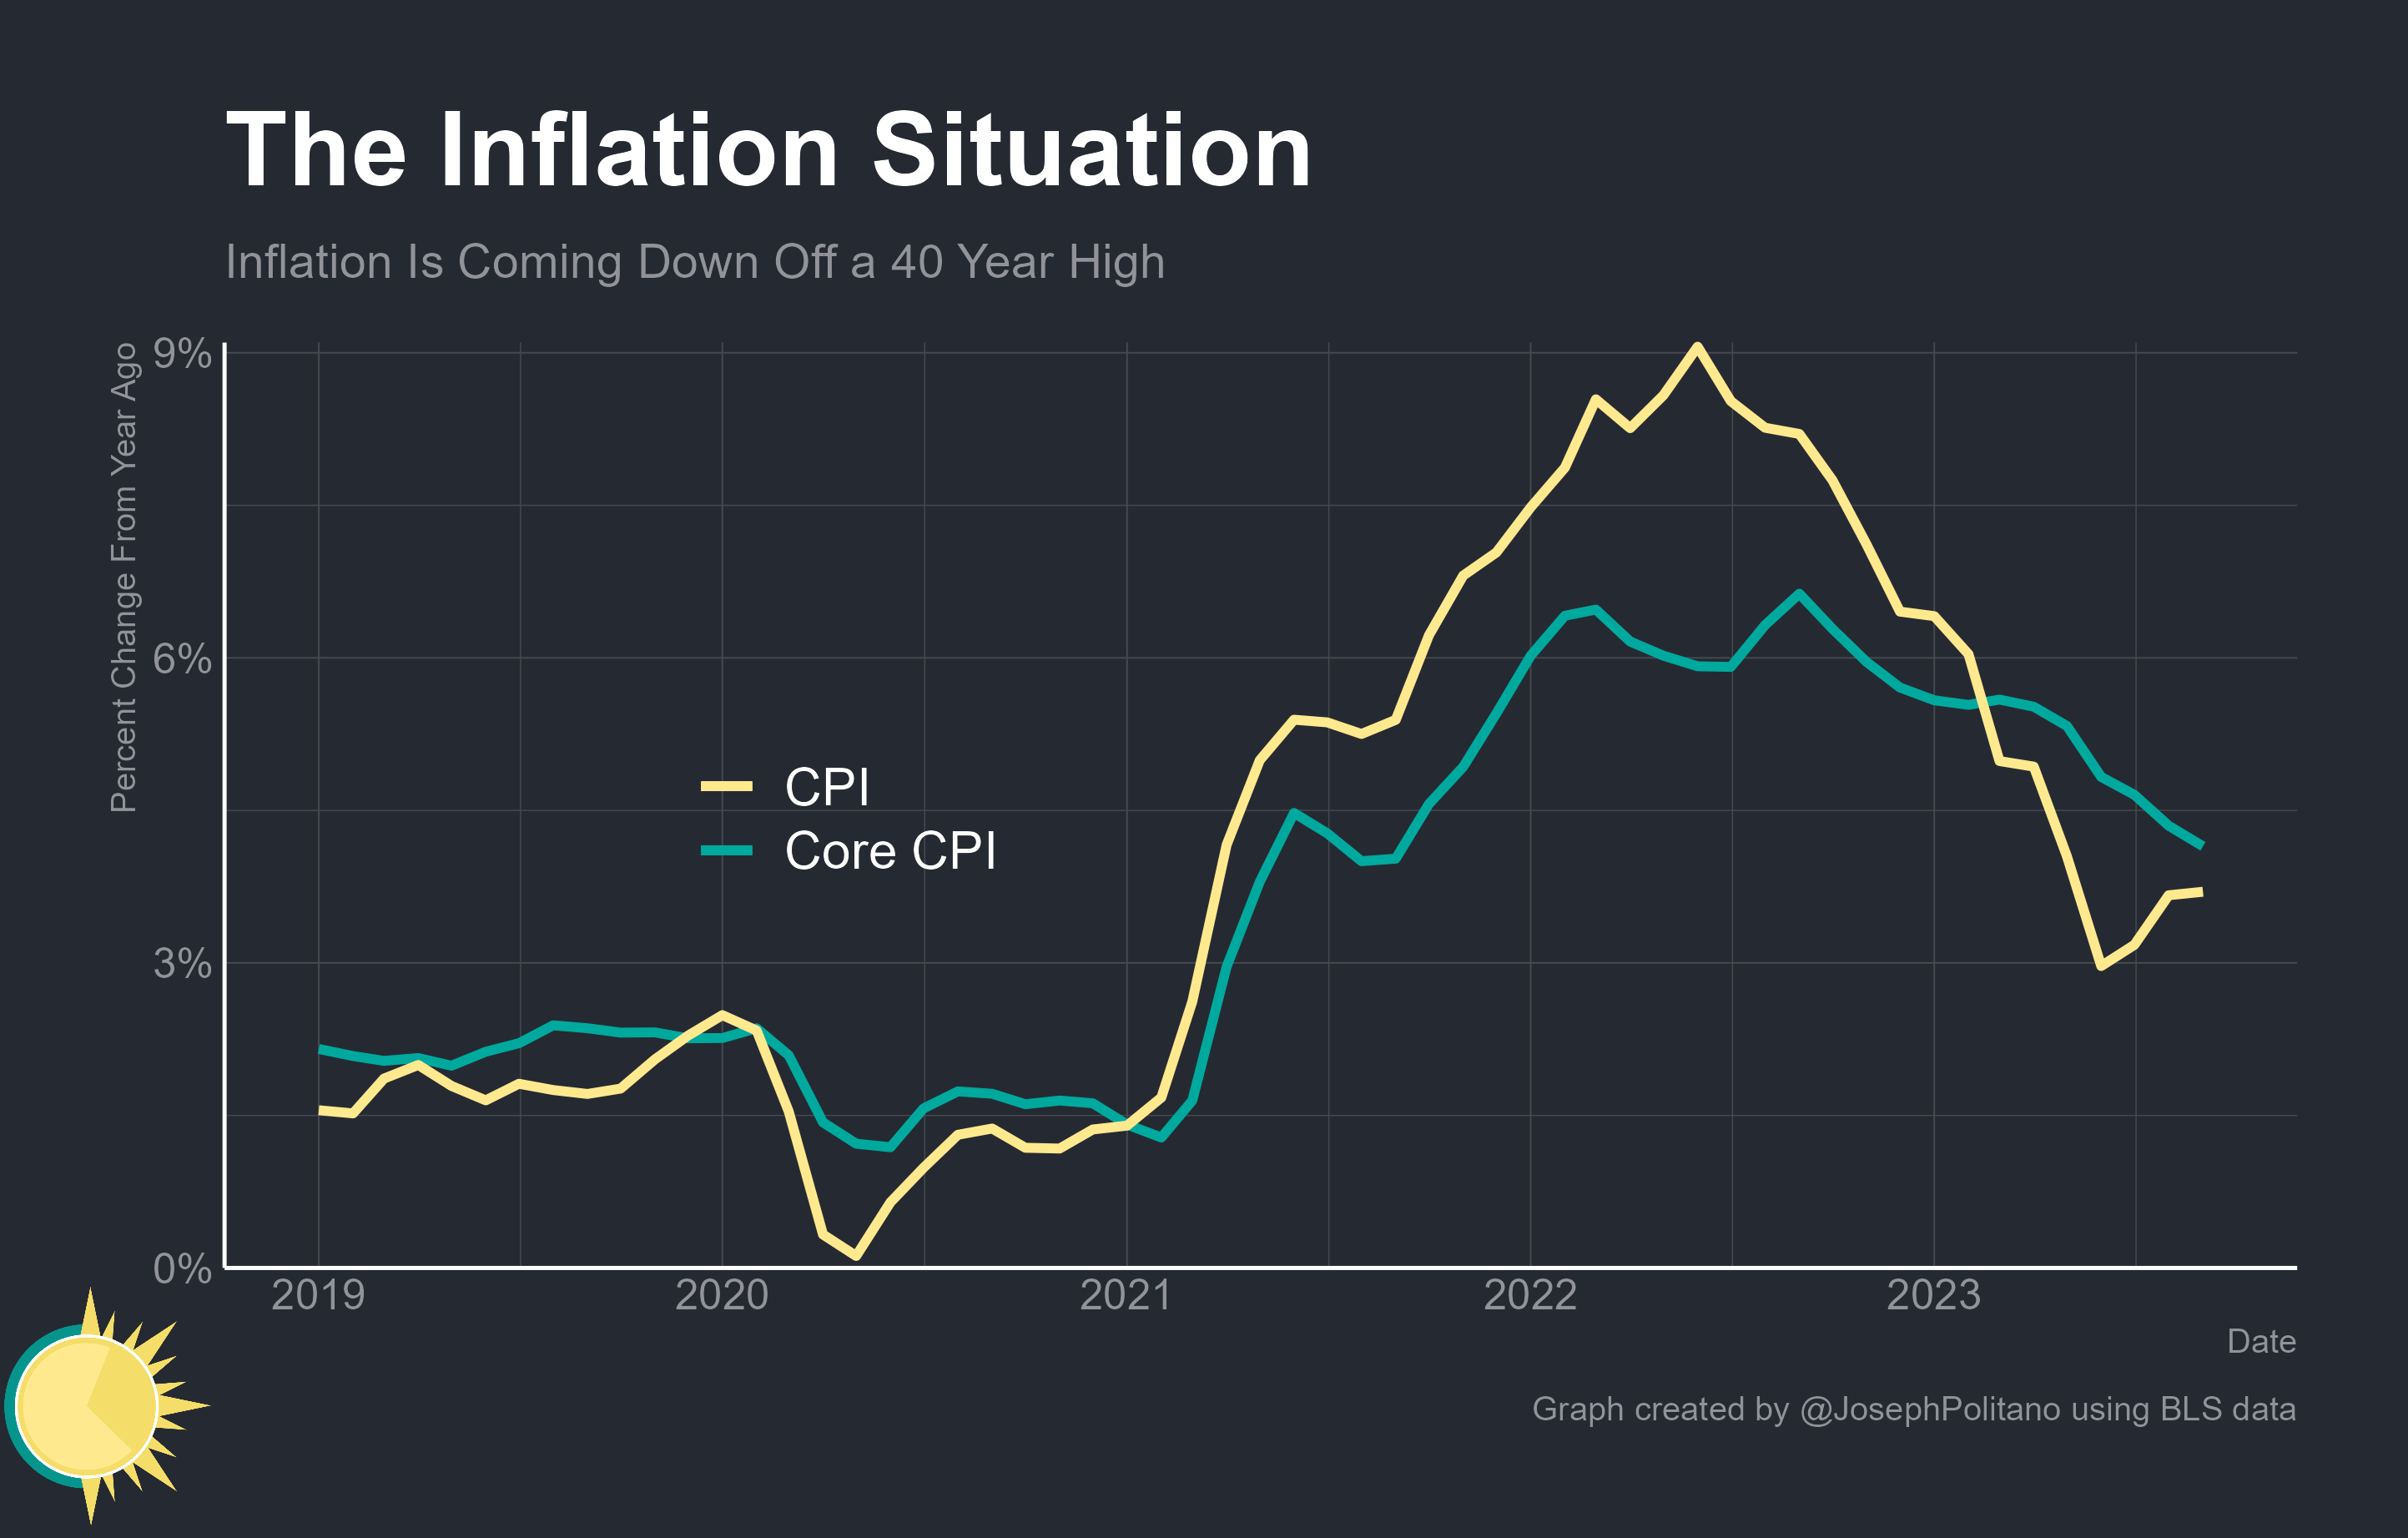 The Inflation Situation
Inflation Is Coming Down Off a 40 Year High
Percent Change From Year Ago
9%
6%
3%
0%
CPI
Core CPI
2019
2020
2021
2022
2023
Date
Graph created by @JosephPolitano using BLS data